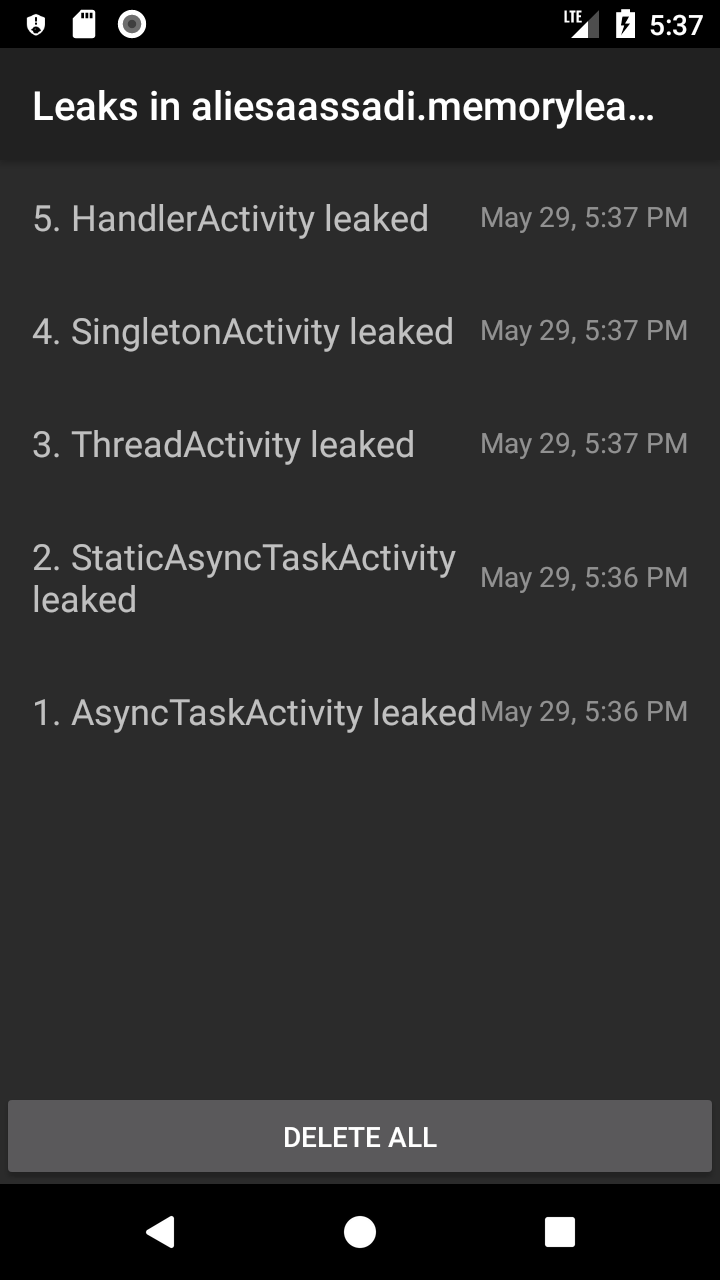 LTE 5:37
Leaks in aliesaassadi.memorylea…
5. HandlerActivity leaked May 29, 5:37 PM
4. SingletonActivity leaked May 29, 5:37 PM
3. ThreadActivity leaked May 29, 5:37 PM
2. StaticAsyncTaskActivity
leaked May 29, 5:36 PM
1. AsyncTaskActivity leaked May 29, 5:36 PM
DELETE ALL